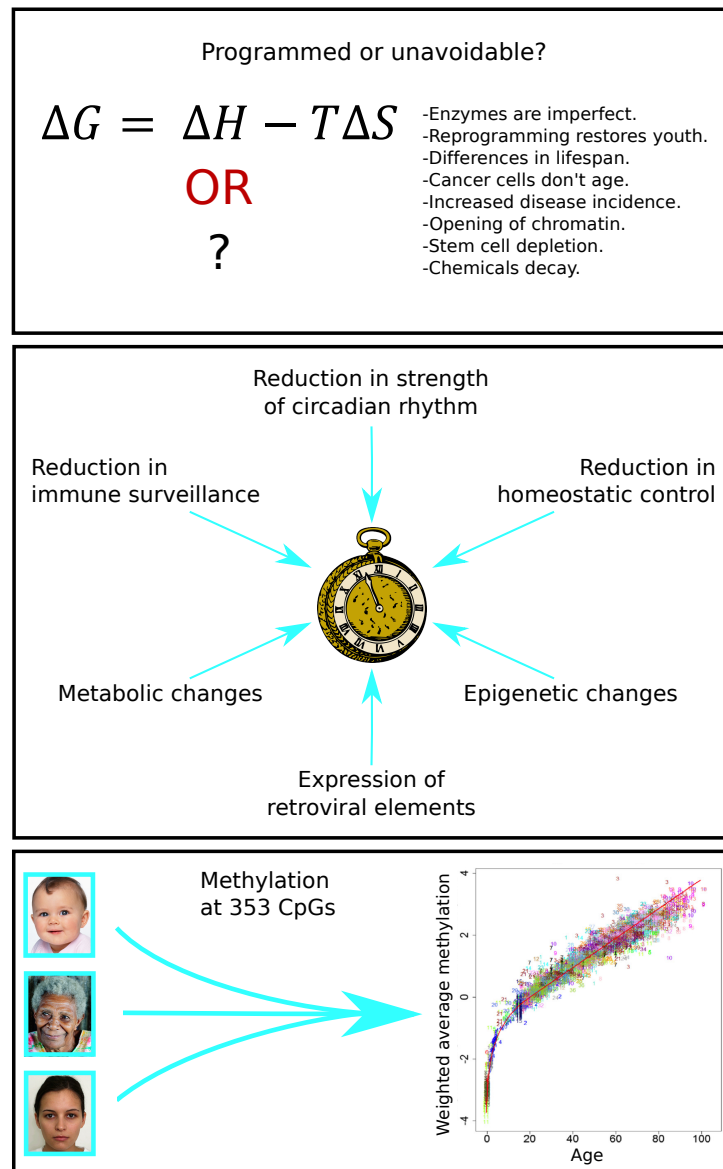 Programmed or unavoidable?
ΔG = ΔH − TΔS
OR
?
-Enzymes are imperfect.
-Reprogramming restores youth.
-Differences in lifespan.
-Cancer cells don't age.
-Increased disease incidence.
-Opening of chromatin.
-Stem cell depletion.
-Chemicals decay.
Reduction in strength
of circadian rhythm
Reduction in
immune surveillance
Reduction in
homeostatic control
Metabolic changes
Epigenetic changes
Expression of
retroviral elements
Methylation
at 353 CpGs
Weighted average methylation
4
2
0
-2
-4
0
20
40
60
80
100
Age